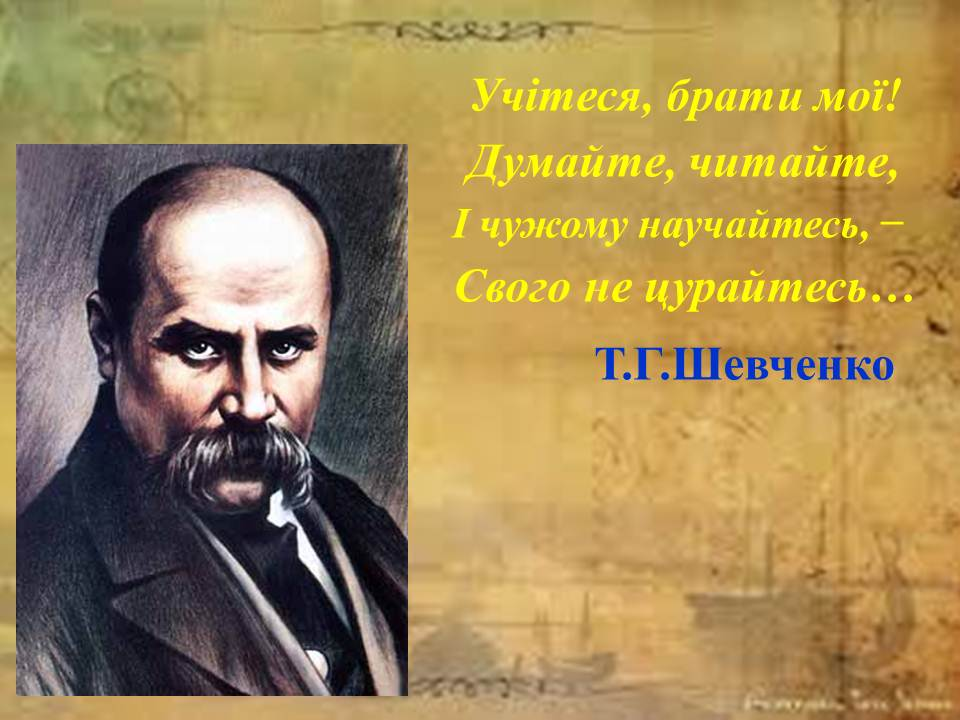 Учітеся, брати мої!
Думайте, читайте,
І чужому научайтесь, –
Свого не цурайтесь…
Т.Г.Шевченко